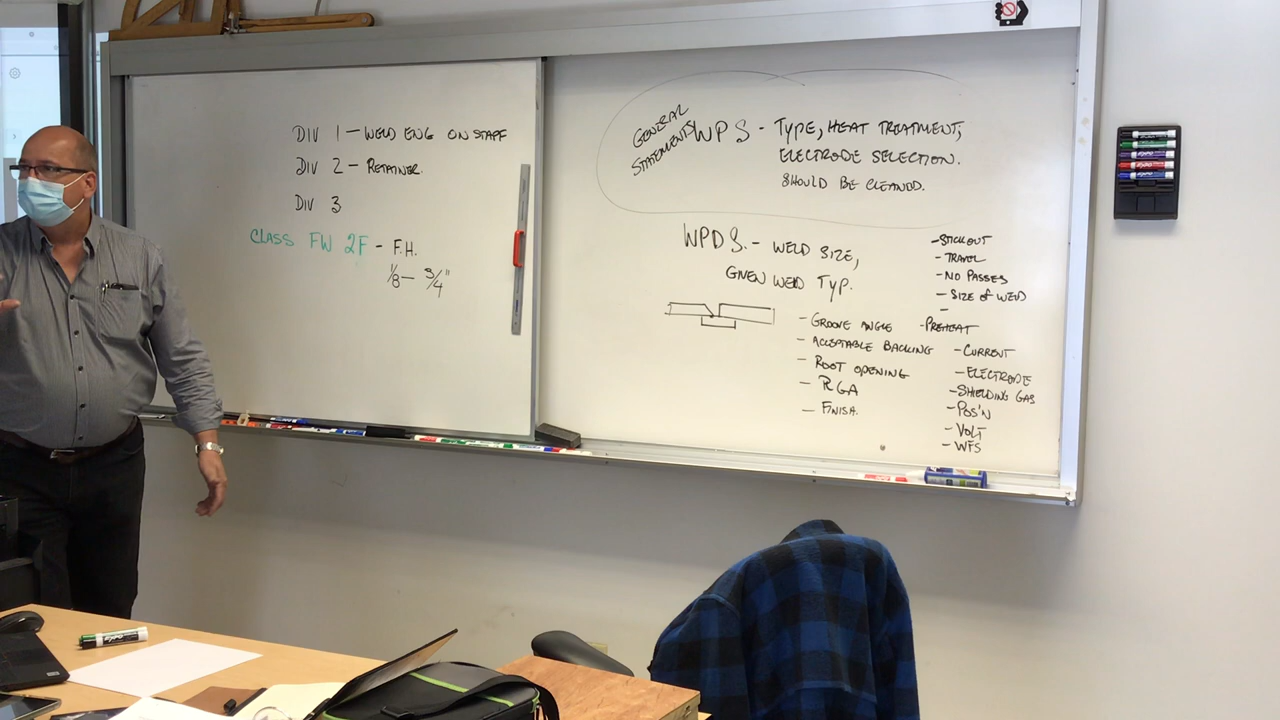 DIV 1 - WELD ENG ON STAFF
DIV 2 - RETAINER.
DIV 3
CLASS FW 2F - F.H.
1/8 - 3/4"
GENERAL
STATEMENTS
WPS - TYPE, HEAT TREATMENT,
ELECTRODE SELECTION.
SHOULD BE CLEANED.
WPDS. - WELD SIZE,
GIVEN WELD TYP.
- STICKOUT
- TRAVEL
- NO PASSES
- SIZE OF WELD
-
- GROOVE ANGLE
- ACCEPTABLE BACKING
- ROOT OPENING
- RGA
- FINISH.
- PREHEAT
- CURRENT
- ELECTRODE
- SHIELDING GAS
- POS'N
- VOLT
- WFS